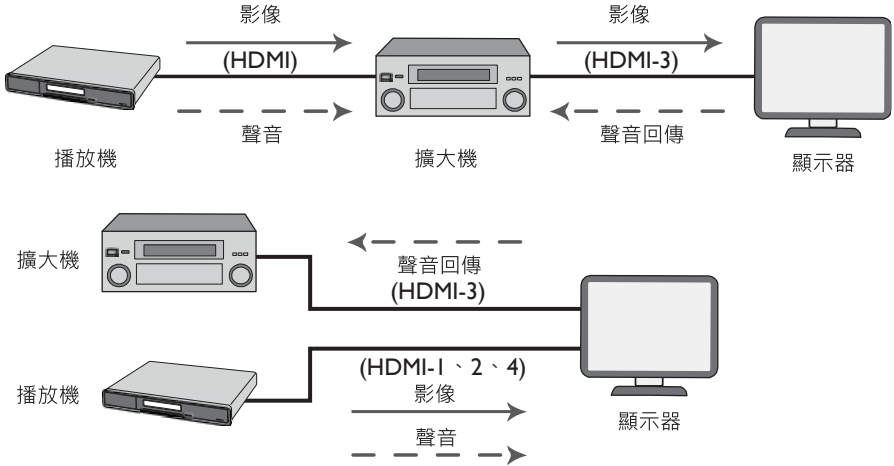 影像
影像
(HDMI)
(HDMI-3)
聲音
聲音回傳
播放機
擴大機
顯示器
擴大機
聲音回傳
(HDMI-3)
(HDMI-1、2、4)
播放機
影像
顯示器
聲音